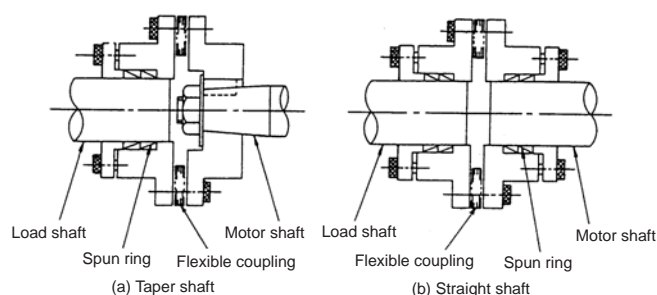 Load shaft
Spun ring
Flexible coupling
Motor shaft
(a) Taper shaft
Load shaft
Flexible coupling
Spun ring
Motor shaft
(b) Straight shaft